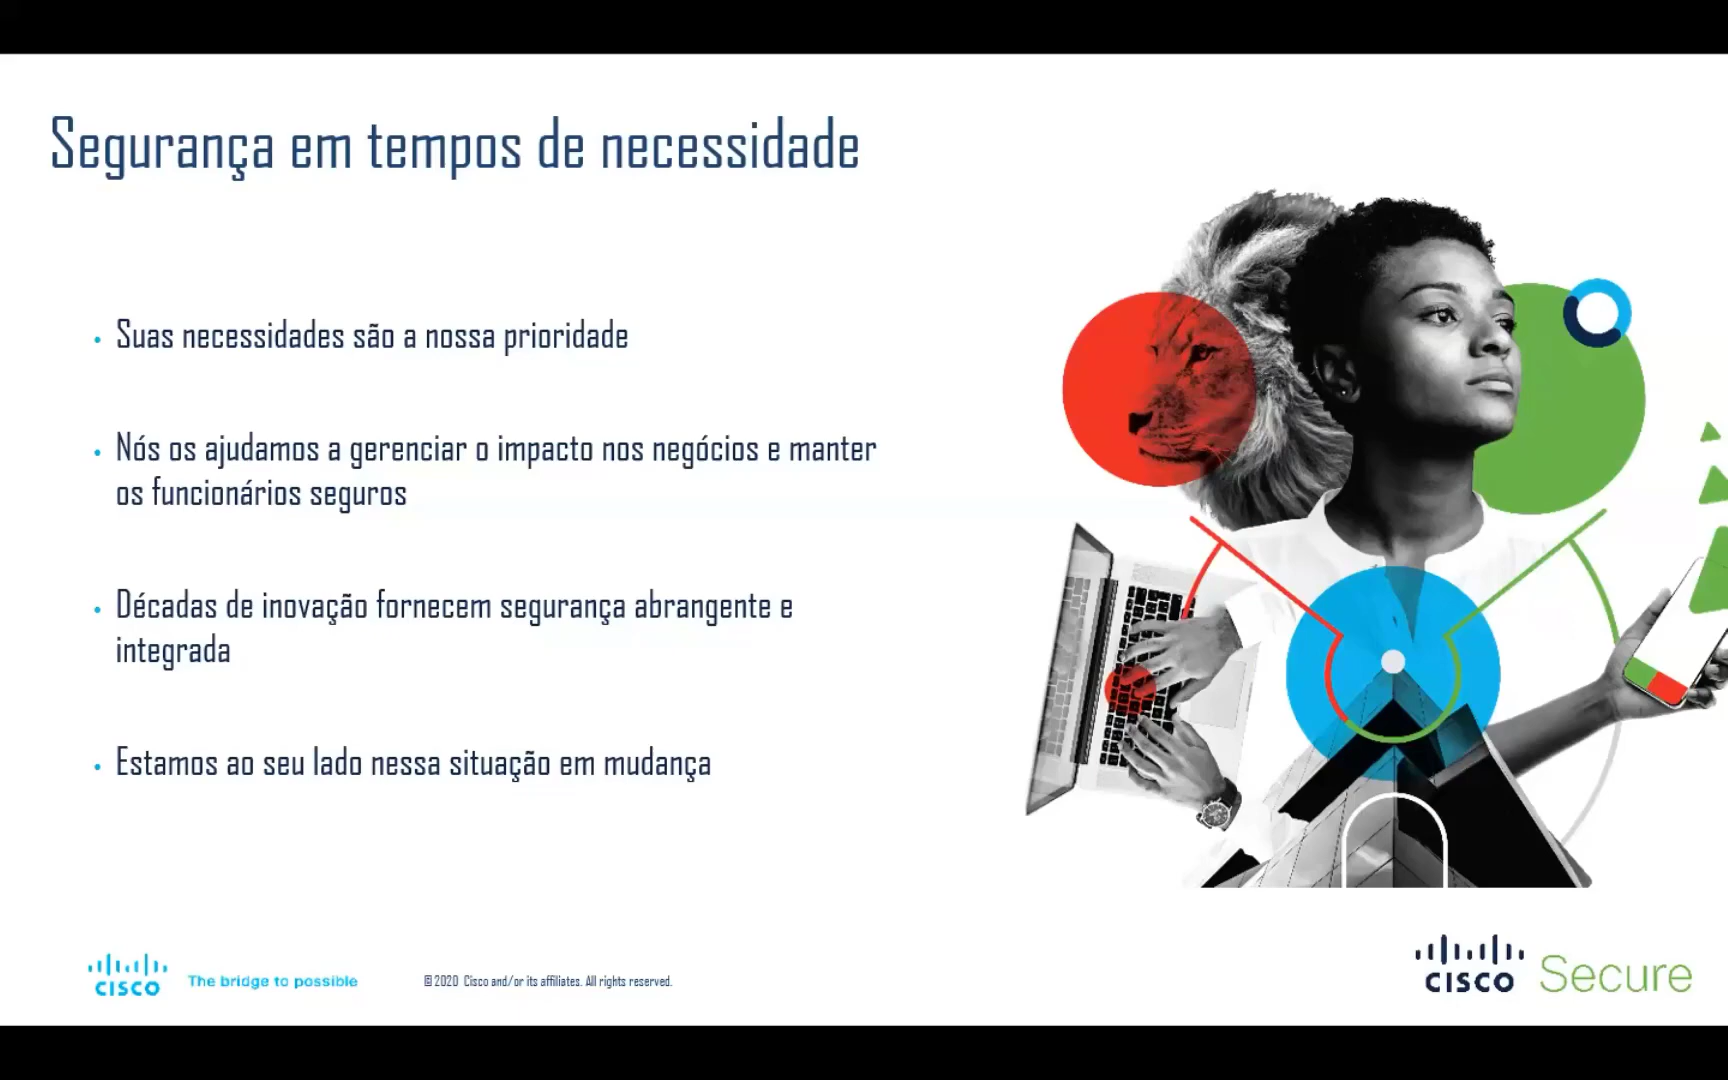 Segurança em tempos de necessidade
• Suas necessidades são a nossa prioridade
• Nós os ajudamos a gerenciar o impacto nos negócios e manter
os funcionários seguros
• Décadas de inovação fornecem segurança abrangente e
integrada
• Estamos ao seu lado nessa situação em mudança
CISCO The bridge to possible © 2020 Cisco and/or its affiliates. All rights reserved.
CISCO Secure